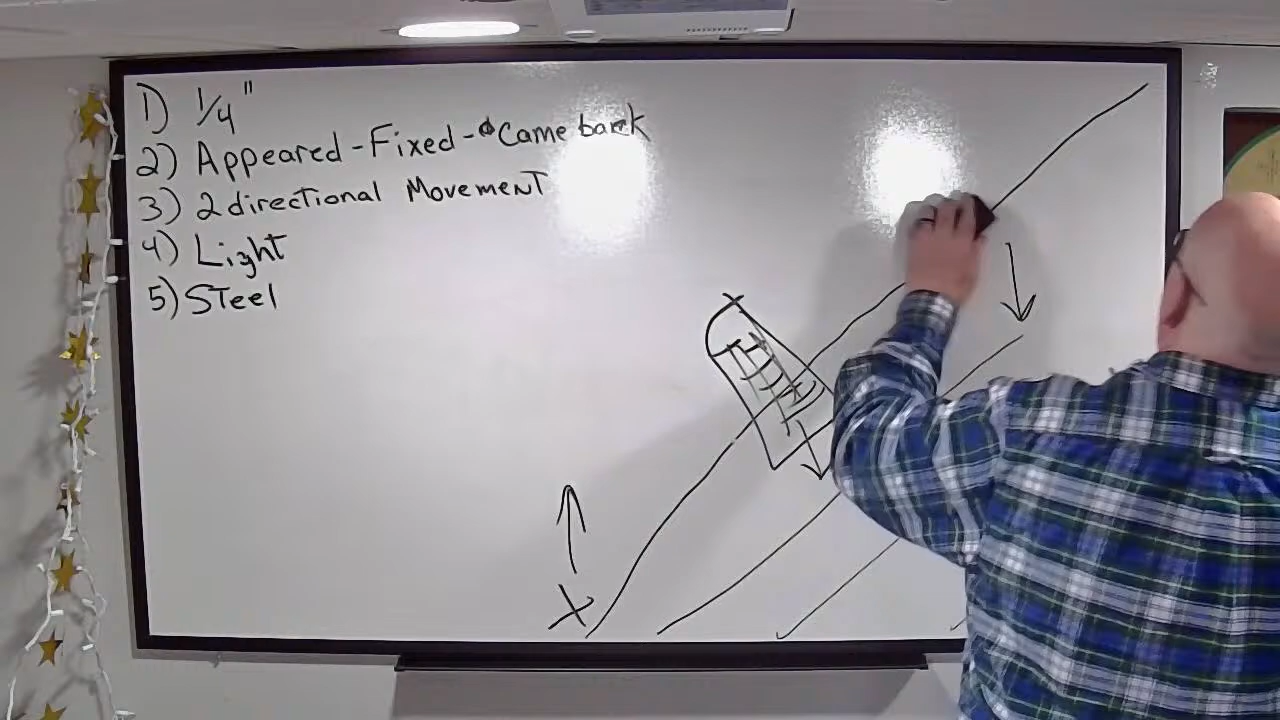 1) 1/4"
2) Appeared - Fixed - & Came back
3) 2 directional Movement
4) Light
5) Steel
X